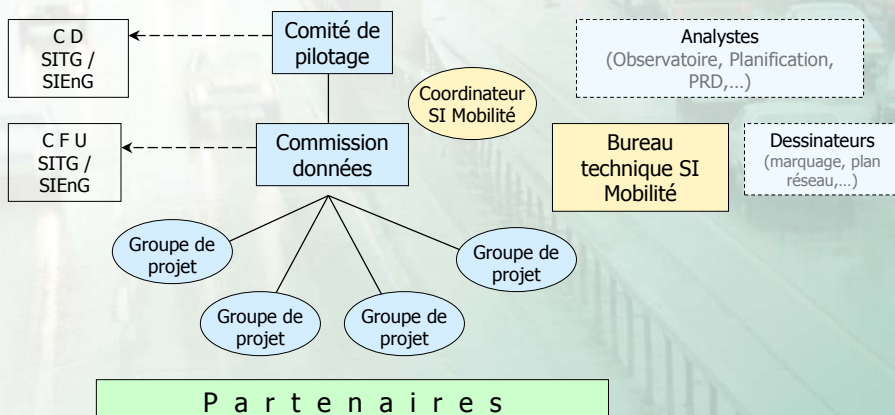 C D
SITG /
SIEnG
Comité de
pilotage
Analystes
(Observatoire, Planification,
PRD,...)
Coordinateur
SI Mobilité
C F U
SITG /
SIEnG
Commission
données
Bureau
technique SI
Mobilité
Dessinateurs
(marquage, plan
réseau,...)
Groupe de
projet
Groupe de
projet
Groupe de
projet
Groupe de
projet
Partenaires